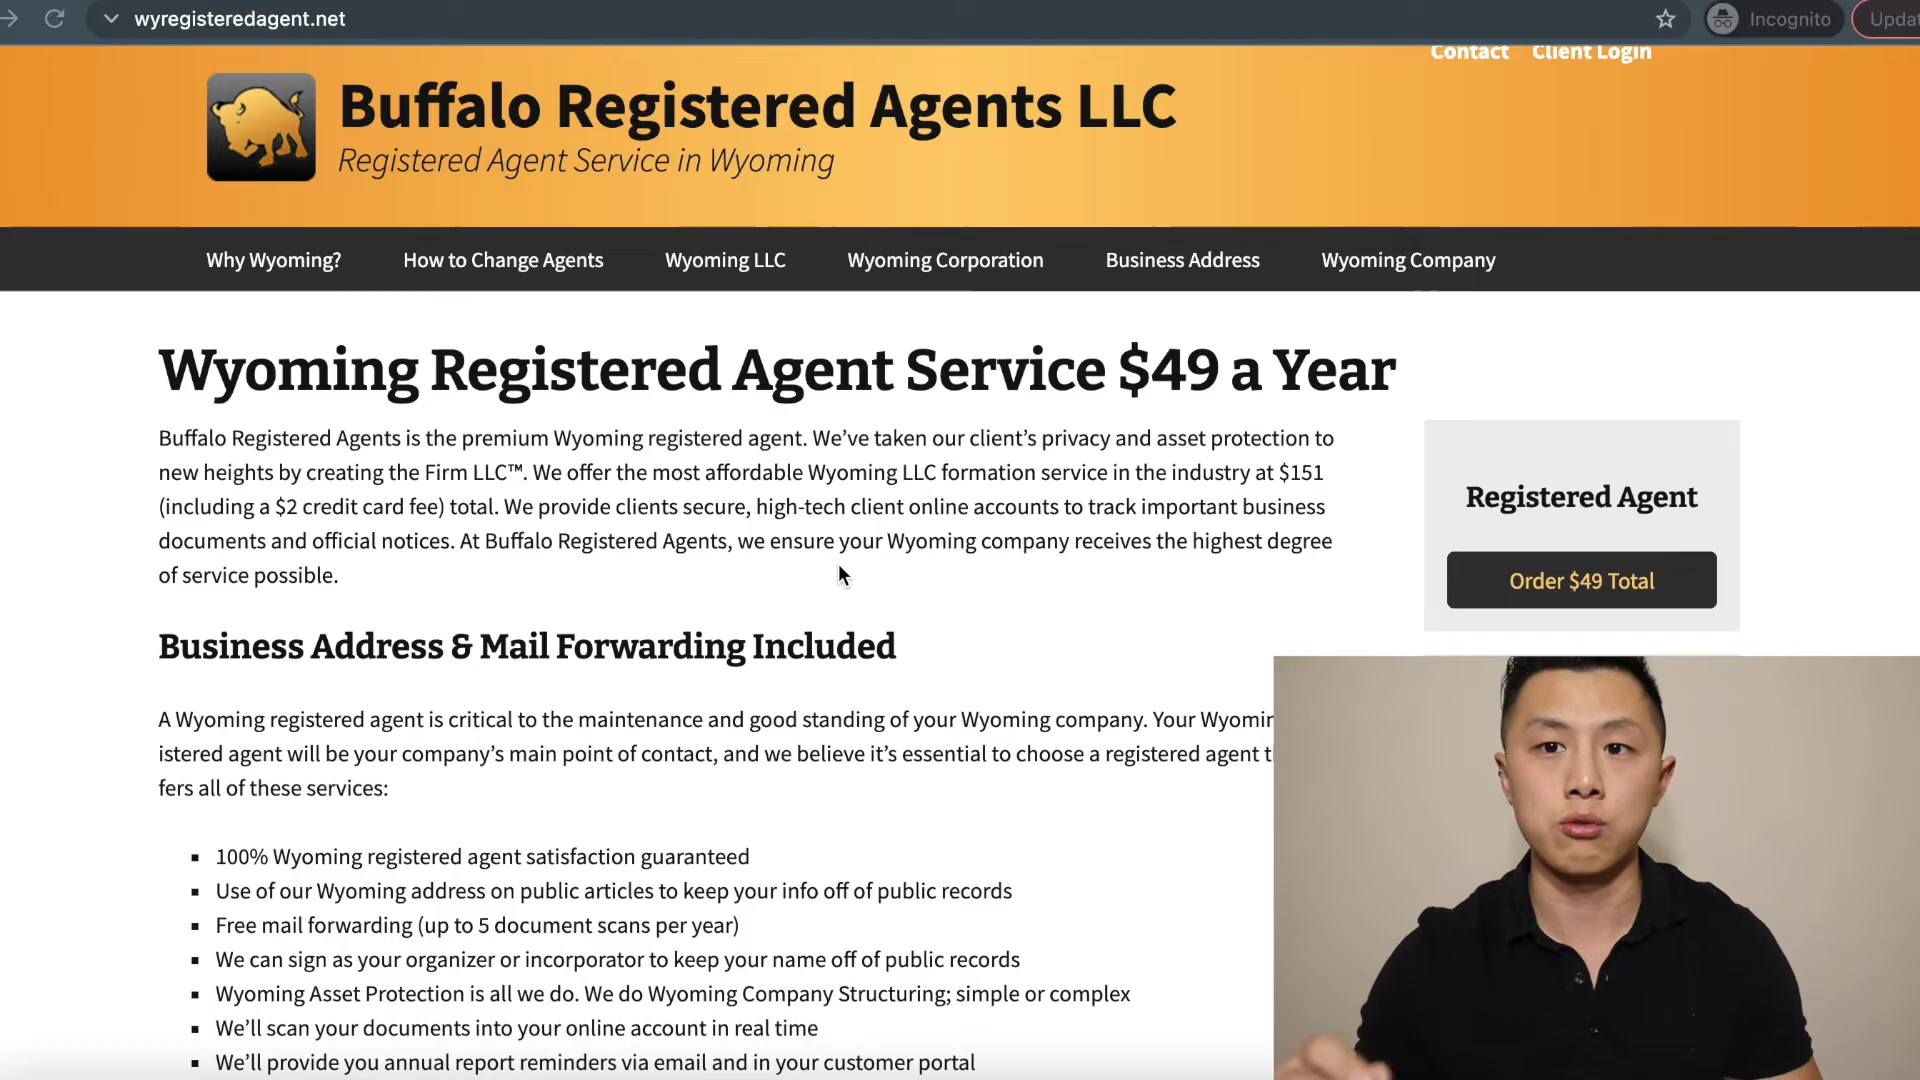 wyregisteredagent.net
Incognito
Contact Client Login
Buffalo Registered Agents LLC
Registered Agent Service in Wyoming
Why Wyoming? How to Change Agents Wyoming LLC Wyoming Corporation Business Address Wyoming Company
Wyoming Registered Agent Service $49 a Year
Buffalo Registered Agents is the premium Wyoming registered agent. We’ve taken our client’s privacy and asset protection to
new heights by creating the Firm LLC™. We offer the most affordable Wyoming LLC formation service in the industry at $151
(including a $2 credit card fee) total. We provide clients secure, high-tech client online accounts to track important business
documents and official notices. At Buffalo Registered Agents, we ensure your Wyoming company receives the highest degree
of service possible.
Registered Agent
Order $49 Total
Business Address & Mail Forwarding Included
A Wyoming registered agent is critical to the maintenance and good standing of your Wyoming company. Your
istered agent will be your company’s main point of contact, and we believe it’s essential to choose a registered agent
fers all of these services:
▪ 100% Wyoming registered agent satisfaction guaranteed
▪ Use of our Wyoming address on public articles to keep your info off of public records
▪ Free mail forwarding (up to 5 document scans per year)
▪ We can sign as your organizer or incorporator to keep your name off of public records
▪ Wyoming Asset Protection is all we do. We do Wyoming Company Structuring; simple or complex
▪ We’ll scan your documents into your online account in real time
▪ We’ll provide you annual report reminders via email and in your customer portal